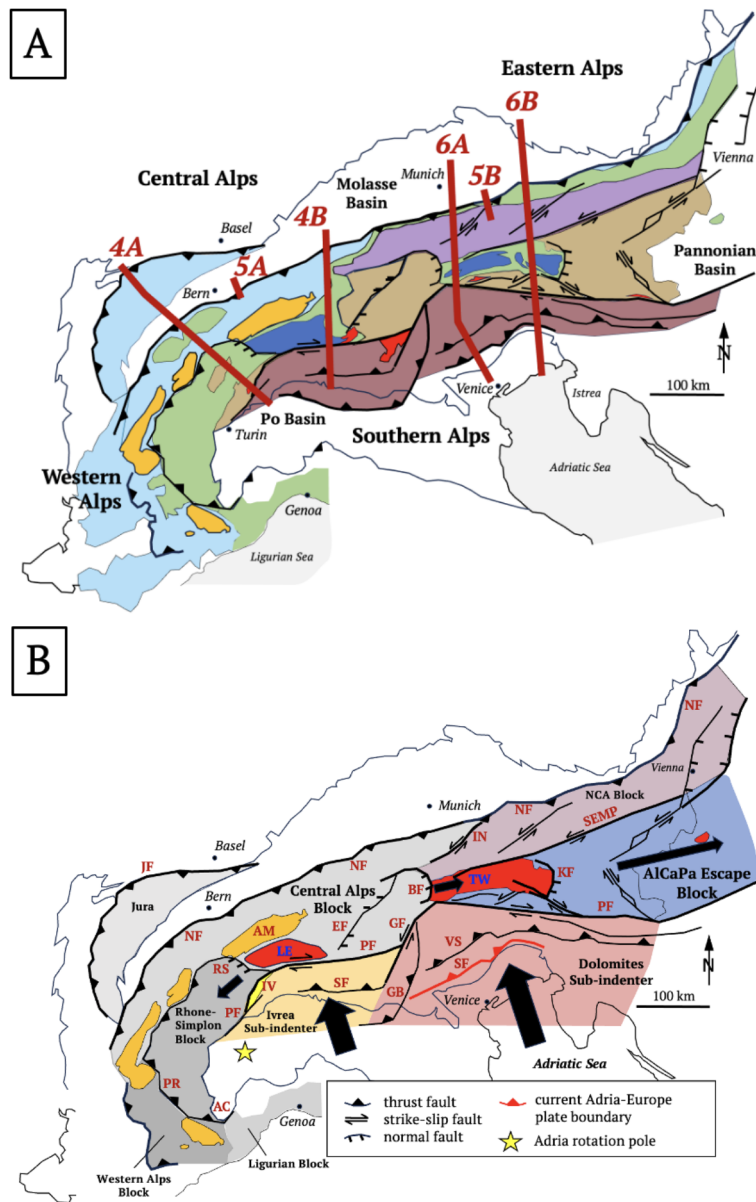 A
Eastern Alps
6B
6A
Munich
5B
Vienna
Central Alps
Molasse
Basin
4B
Basel
4A
5A
Bern
Pannonian
Basin
N
Venice
Istrea
100 km
Po Basin
Turin
Southern Alps
Adriatic Sea
Western
Alps
Genoa
Ligurian Sea
B
NF
Vienna
NCA Block
Munich
NF
SEMP
IN
Basel
JF
NF
Central Alps
Block
BF
TW
KF
AlCaPa Escape
Block
Bern
Jura
EF
GF
PF
NF
AM
LE
PF
RS
IV
SF
VS
SF
Dolomites
Sub-indenter
N
PF
Ivrea
Sub-indenter
GB
Venice
100 km
Rhone-
Simplon
Block
Adriatic Sea
PR
AC
Genoa
thrust fault
strike-slip fault
normal fault
current Adria-Europe
plate boundary
Adria rotation pole
Western Alps
Block
Ligurian Block